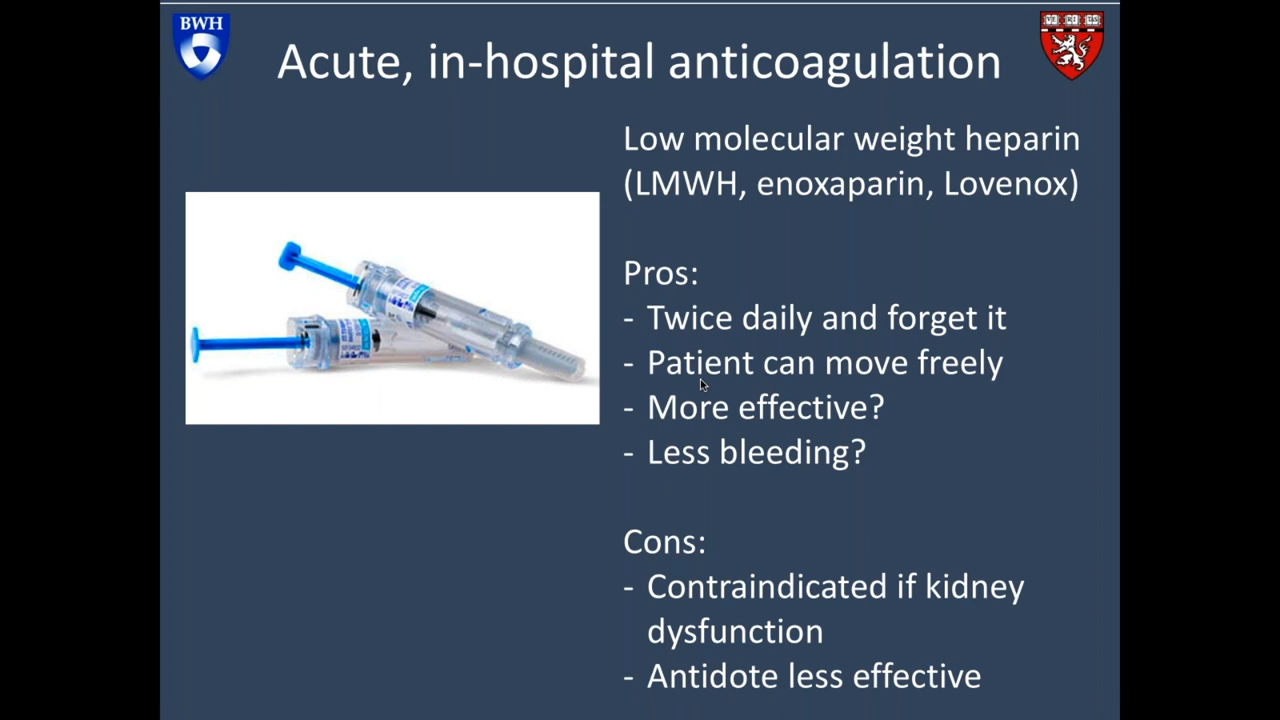 BWH
Acute, in-hospital anticoagulation
Low molecular weight heparin
(LMWH, enoxaparin, Lovenox)
Pros:
- Twice daily and forget it
- Patient can move freely
- More effective?
- Less bleeding?
Cons:
- Contraindicated if kidney
dysfunction
- Antidote less effective